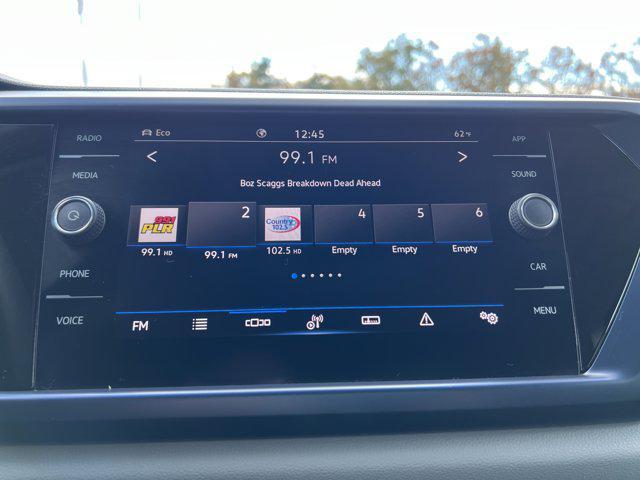 RADIO
MEDIA
PHONE
VOICE
Eco
12:45
62°F
99.1 FM
Boz Scaggs Breakdown Dead Ahead
99.1
PLR
99.1 HD
2
99.1 FM
Country
102.5
102.5 HD
4
Empty
5
Empty
6
Empty
FM
APP
SOUND
CAR
MENU